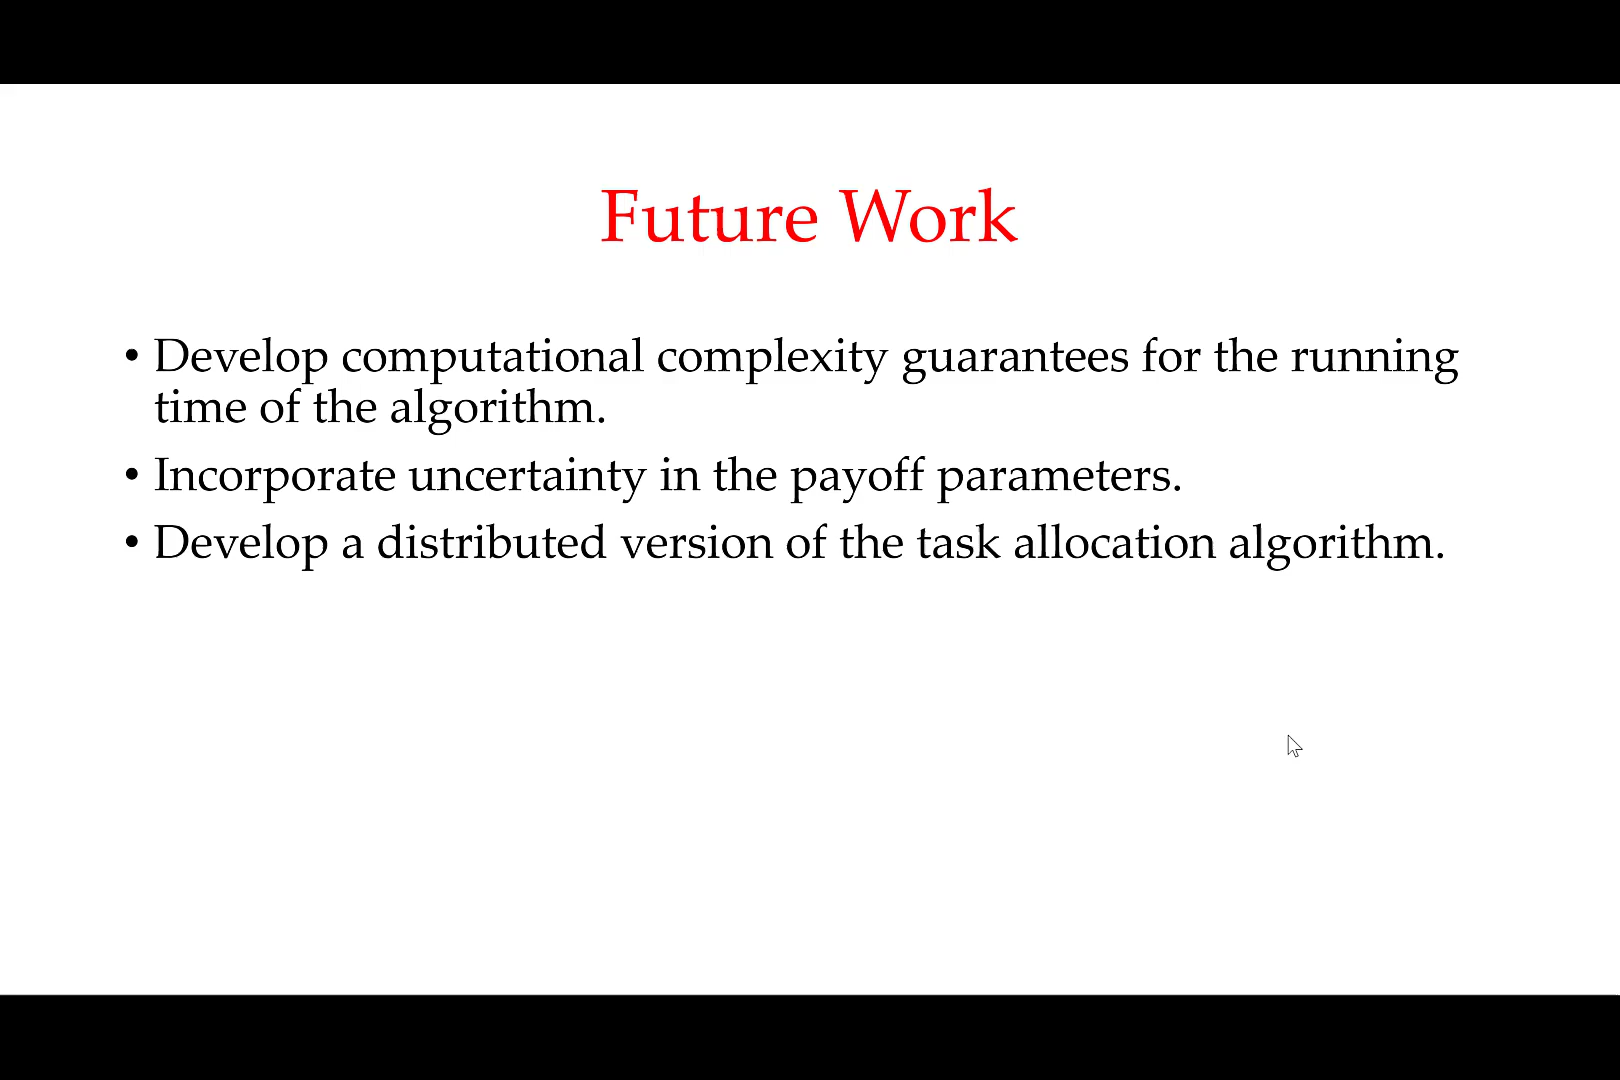 Future Work
• Develop computational complexity guarantees for the running
time of the algorithm.
• Incorporate uncertainty in the payoff parameters.
• Develop a distributed version of the task allocation algorithm.